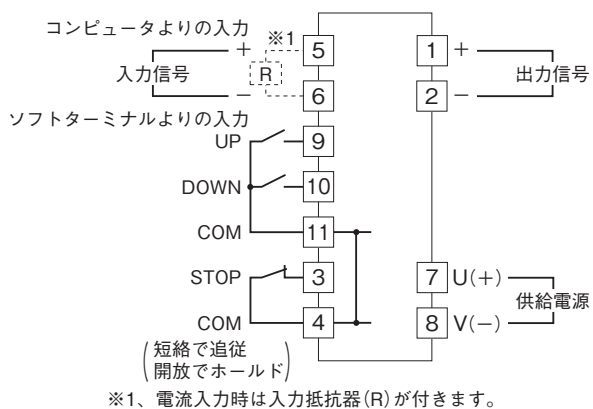 コンピュータよりの入力
+ ※1 5 1 +
入力信号 R 出力信号
− 6 2 −
ソフトターミナルよりの入力
UP 9
DOWN 10
COM 11
STOP 3 7 U(+)
供給電源
COM 4 8 V(−)
(短絡で追従
開放でホールド)
※1、電流入力時は入力抵抗器(R)が付きます。